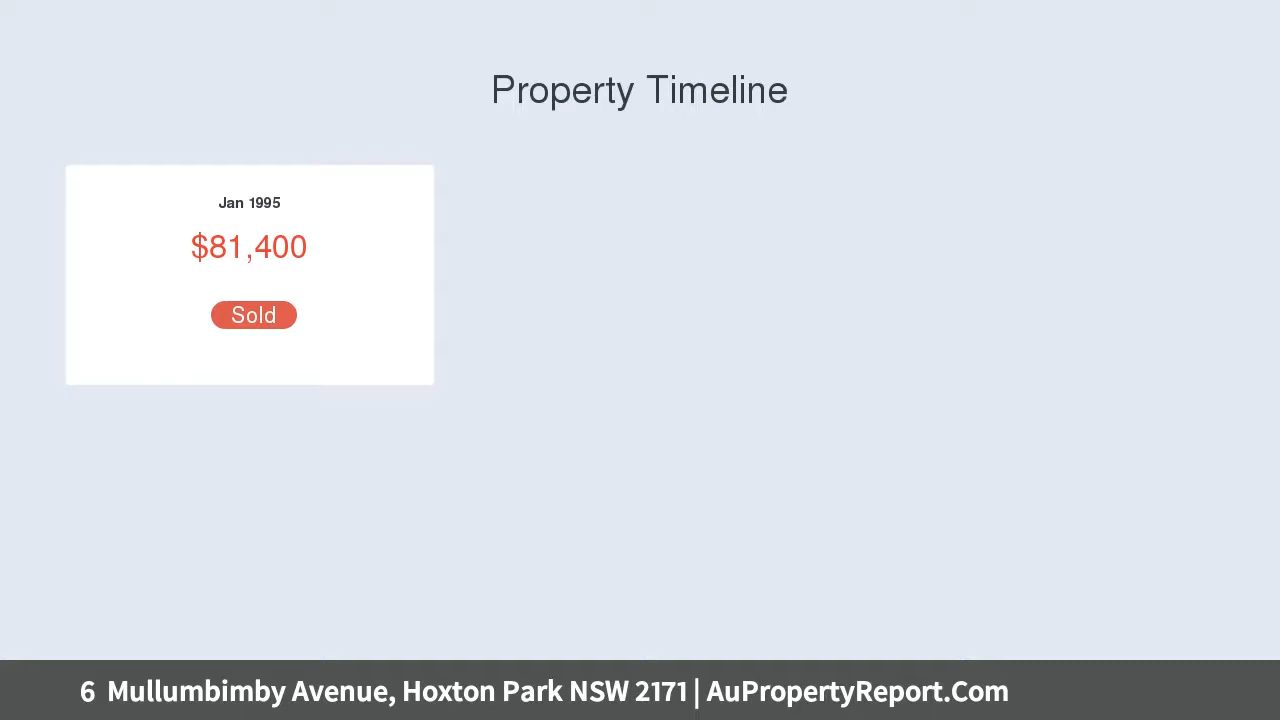 Property Timeline
Jan 1995
$81,400
Sold
6 Mullumbimby Avenue, Hoxton Park NSW 2171 | AuPropertyReport.Com